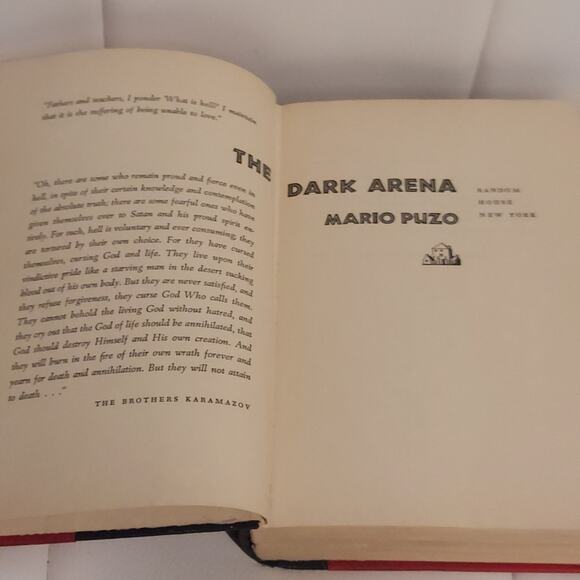 "Fathers and teachers, I ponder 'What is hell?' I maintain
that it is the suffering of being unable to love."
THE
"Oh, there are some who remain proud and fierce even in
hell, in spite of their certain knowledge and contemplation
of the absolute truth; there are some fearful ones who have
given themselves over to Satan and his proud spirit en-
tirely. For such, hell is voluntary and ever consuming; they
are tortured by their own choice. For they have cursed
themselves, cursing God and life. They live upon their
vindictive pride like a starving man in the desert sucking
blood out of his own body. But they are never satisfied, and
they refuse forgiveness, they curse God Who calls them.
They cannot behold the living God without hatred, and
they cry out that the God of life should be annihilated, that
God should destroy Himself and His own creation. And
they will burn in the fire of their own wrath forever and
yearn for death and annihilation. But they will not attain
to death . . ."
THE BROTHERS KARAMAZOV
DARK ARENA
MARIO PUZO
RANDOM
HOUSE
NEW YORK